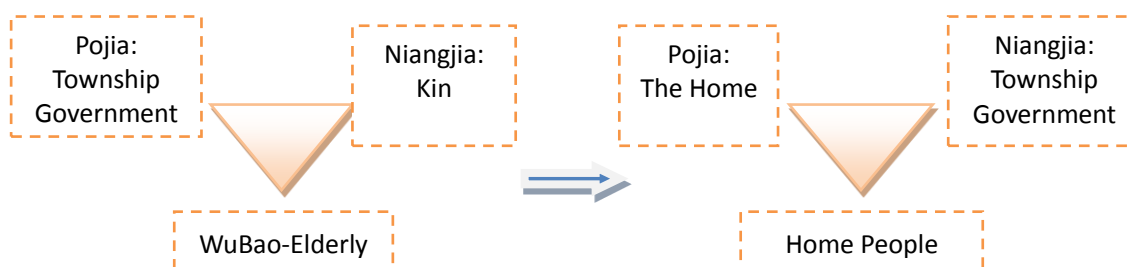 Pojia:
Township
Government
Niangjia:
Kin
WuBao-Elderly
Pojia:
The Home
Niangjia:
Township
Government
Home People